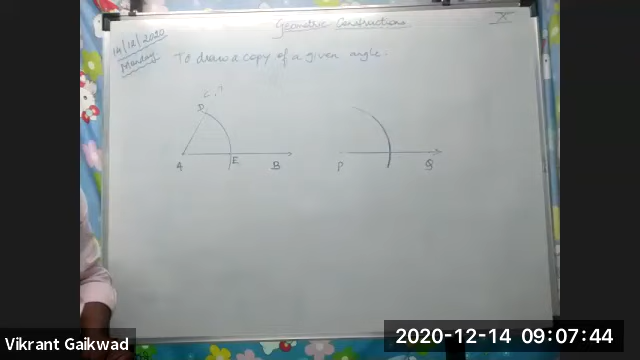 Geometric Constructions
X
14/12/2020
Monday
To draw a copy of a given angle.
C
D
A
E
B
P
Q
Vikrant Gaikwad
2020-12-14 09:07:44